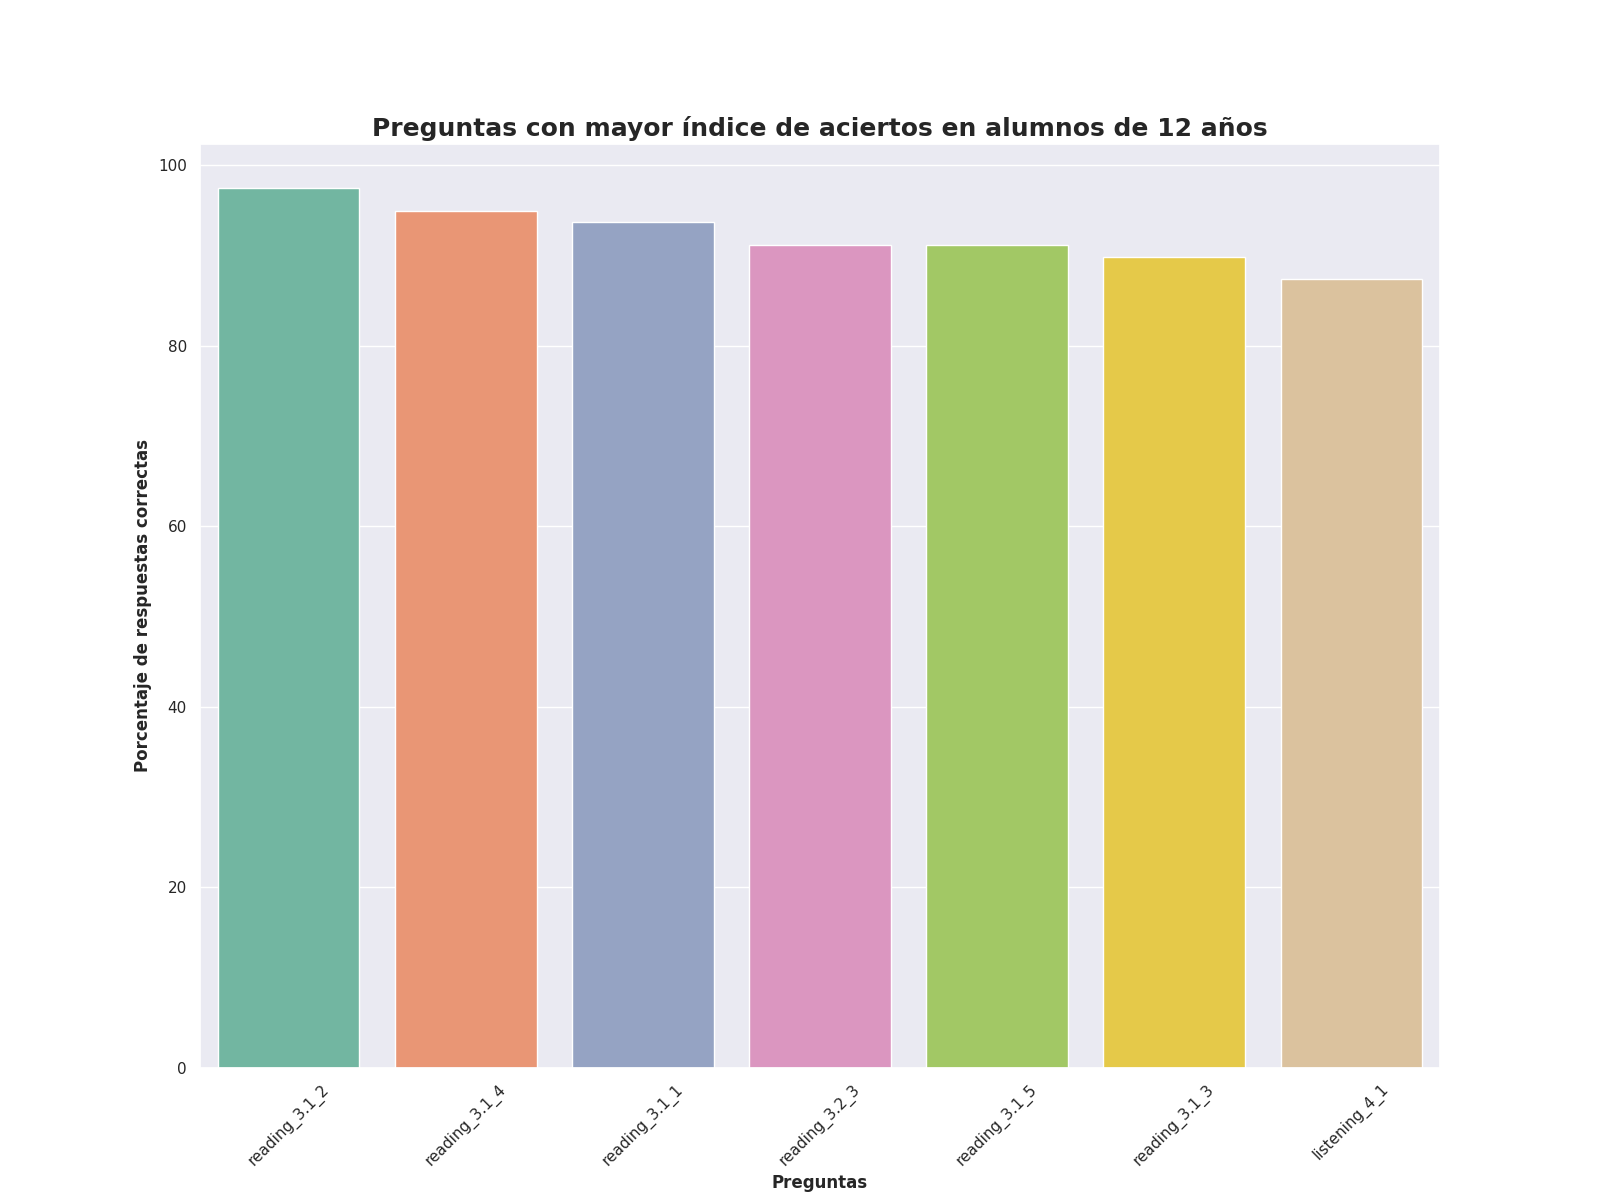 Preguntas con mayor índice de aciertos en alumnos de 12 años
Porcentaje de respuestas correctas
100
80
60
40
20
0
reading_3.1_2
reading_3.1_4
reading_3.1_1
reading_3.2_3
reading_3.1_5
reading_3.1_3
listening_4_1
Preguntas